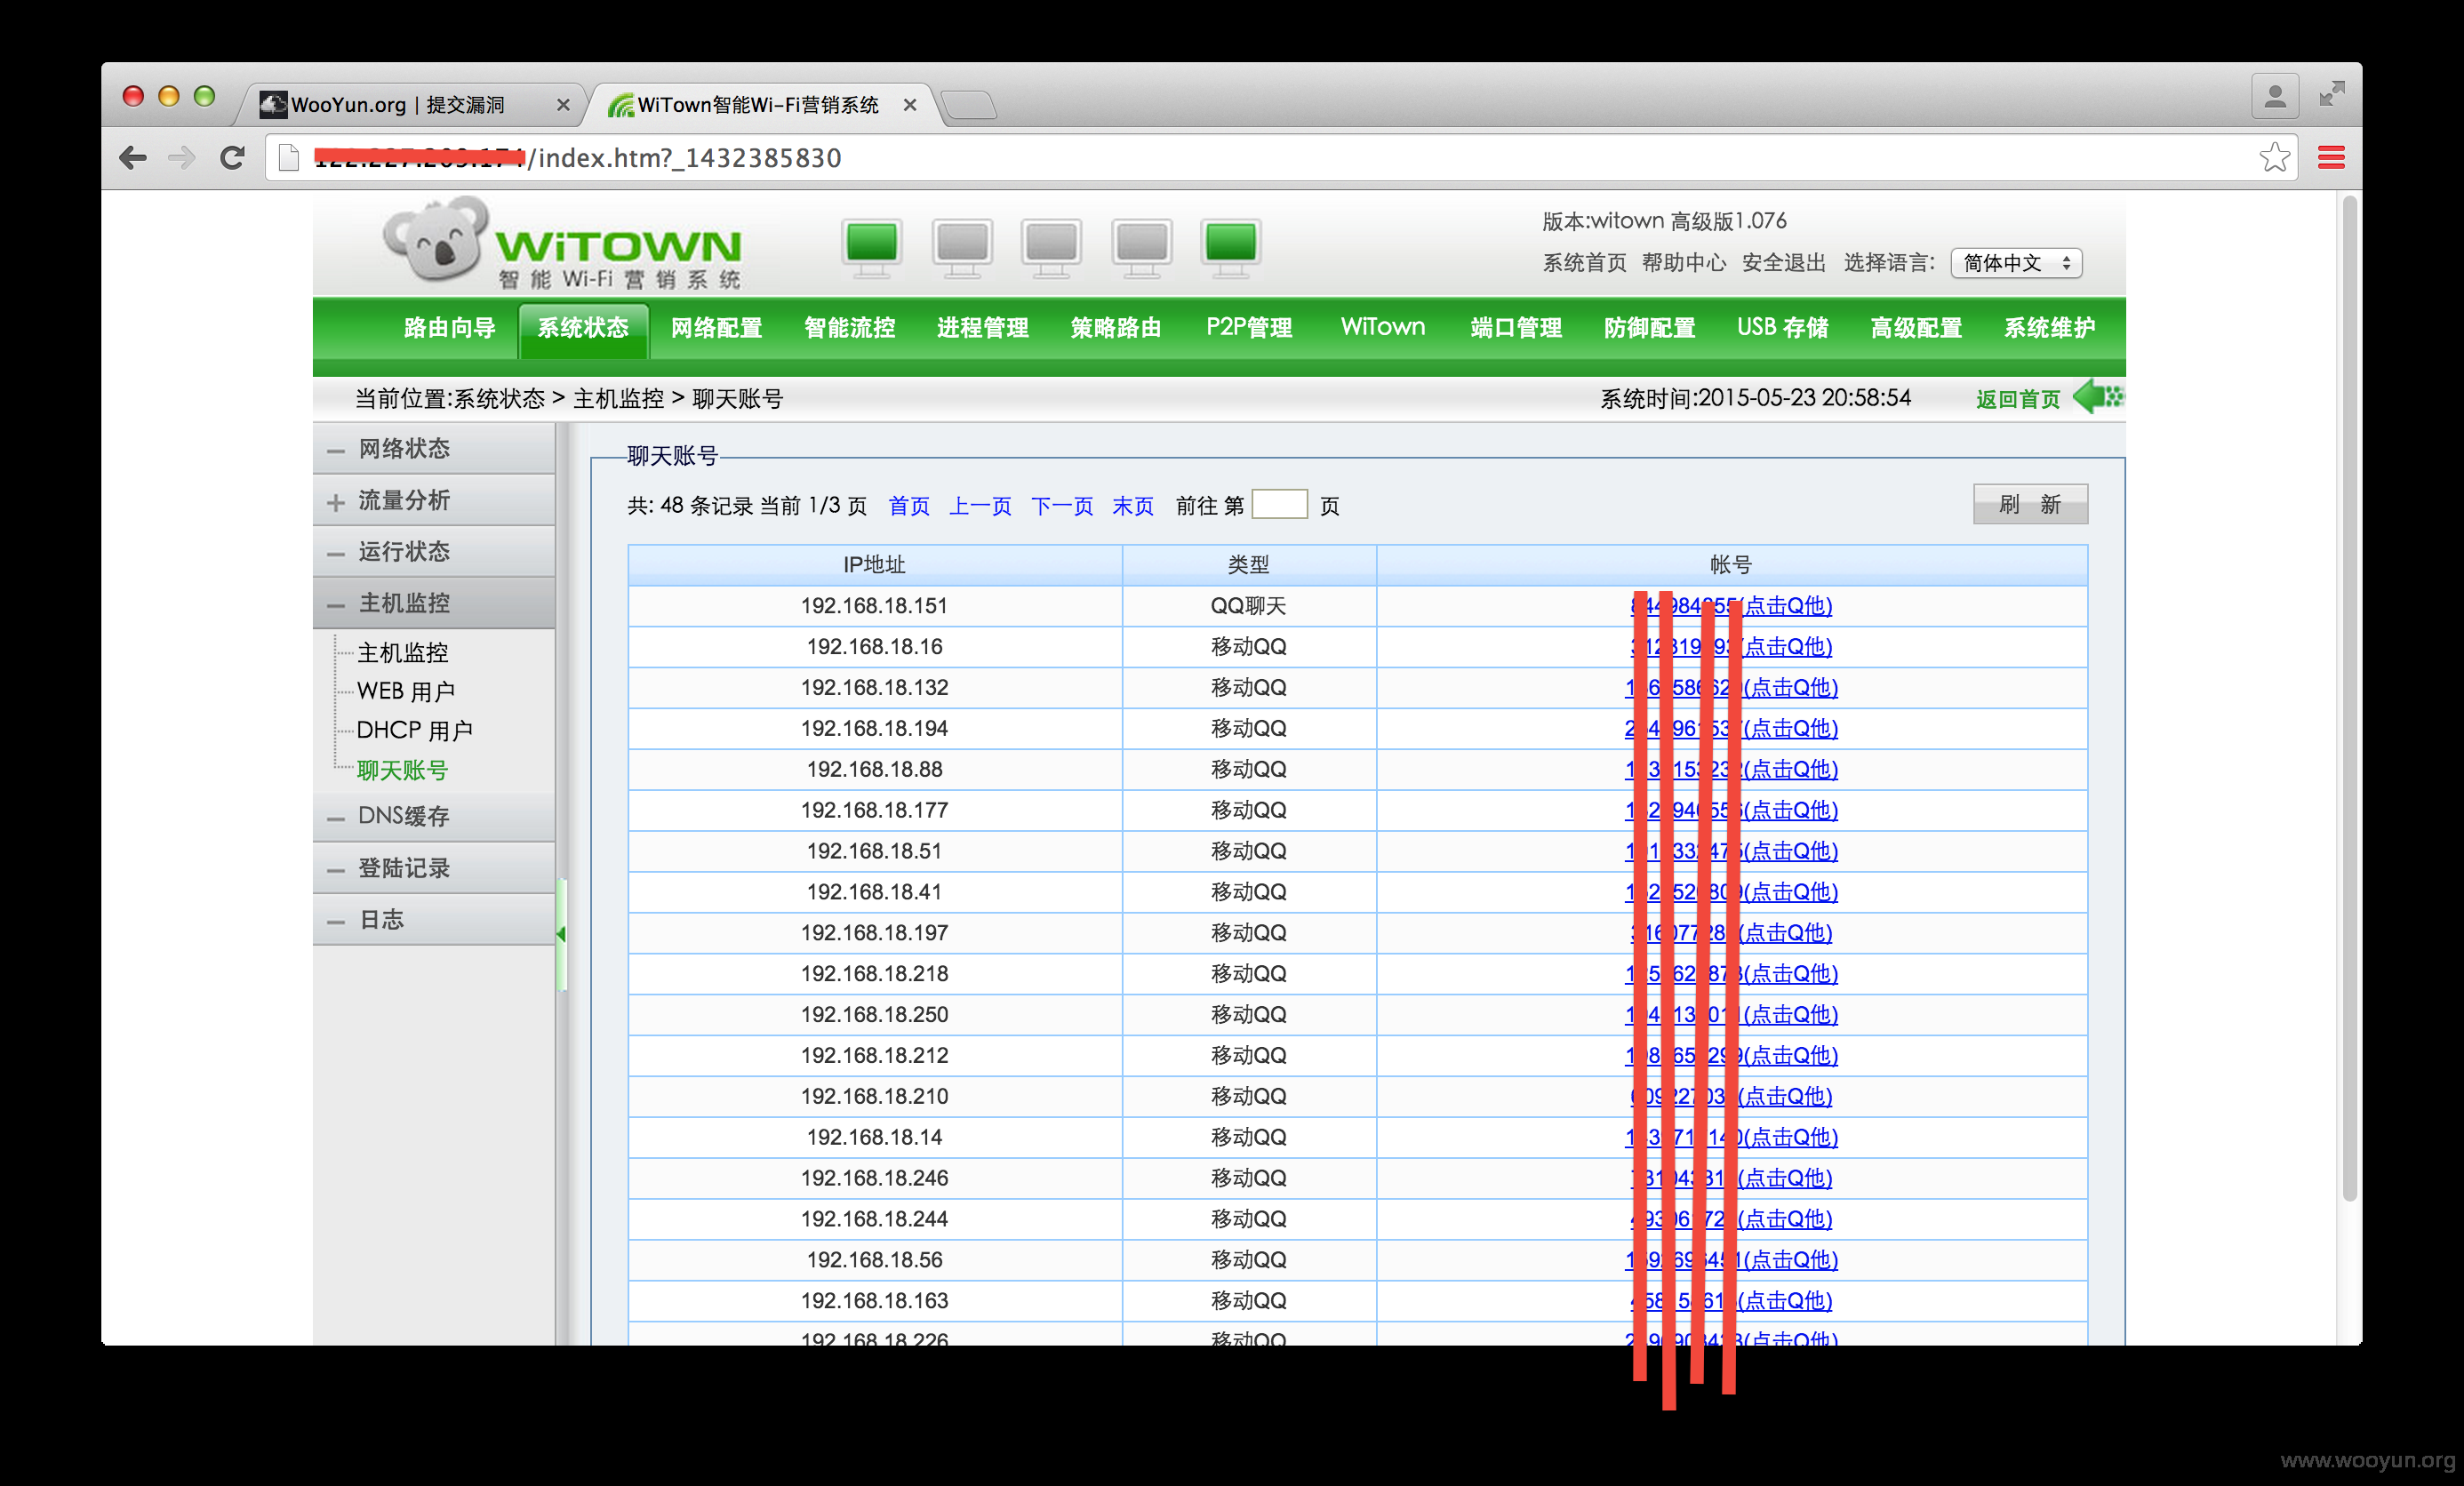 WooYun.org | 提交漏洞
WiTown智能Wi-Fi营销系统
/index.htm?_1432385830
WiTOWN
智能 Wi-Fi 营销系统
版本:witown 高级版1.076
系统首页 帮助中心 安全退出 选择语言: 简体中文
路由向导 系统状态 网络配置 智能流控 进程管理 策略路由 P2P管理 WiTown 端口管理 防御配置 USB 存储 高级配置 系统维护
当前位置:系统状态 > 主机监控 > 聊天账号
系统时间:2015-05-23 20:58:54
返回首页
网络状态
流量分析
运行状态
主机监控
主机监控
WEB 用户
DHCP 用户
聊天账号
DNS缓存
登陆记录
日志
聊天账号
共: 48 条记录 当前 1/3 页 首页 上一页 下一页 末页 前往 第 页
刷 新
IP地址 类型 帐号
192.168.18.151 QQ聊天 (点击Q他)
192.168.18.16 移动QQ (点击Q他)
192.168.18.132 移动QQ (点击Q他)
192.168.18.194 移动QQ (点击Q他)
192.168.18.88 移动QQ (点击Q他)
192.168.18.177 移动QQ (点击Q他)
192.168.18.51 移动QQ (点击Q他)
192.168.18.41 移动QQ (点击Q他)
192.168.18.197 移动QQ (点击Q他)
192.168.18.218 移动QQ (点击Q他)
192.168.18.250 移动QQ (点击Q他)
192.168.18.212 移动QQ (点击Q他)
192.168.18.210 移动QQ (点击Q他)
192.168.18.14 移动QQ (点击Q他)
192.168.18.246 移动QQ (点击Q他)
192.168.18.244 移动QQ (点击Q他)
192.168.18.56 移动QQ (点击Q他)
192.168.18.163 移动QQ (点击Q他)
192.168.18.226 移动QQ (点击Q他)
www.wooyun.org